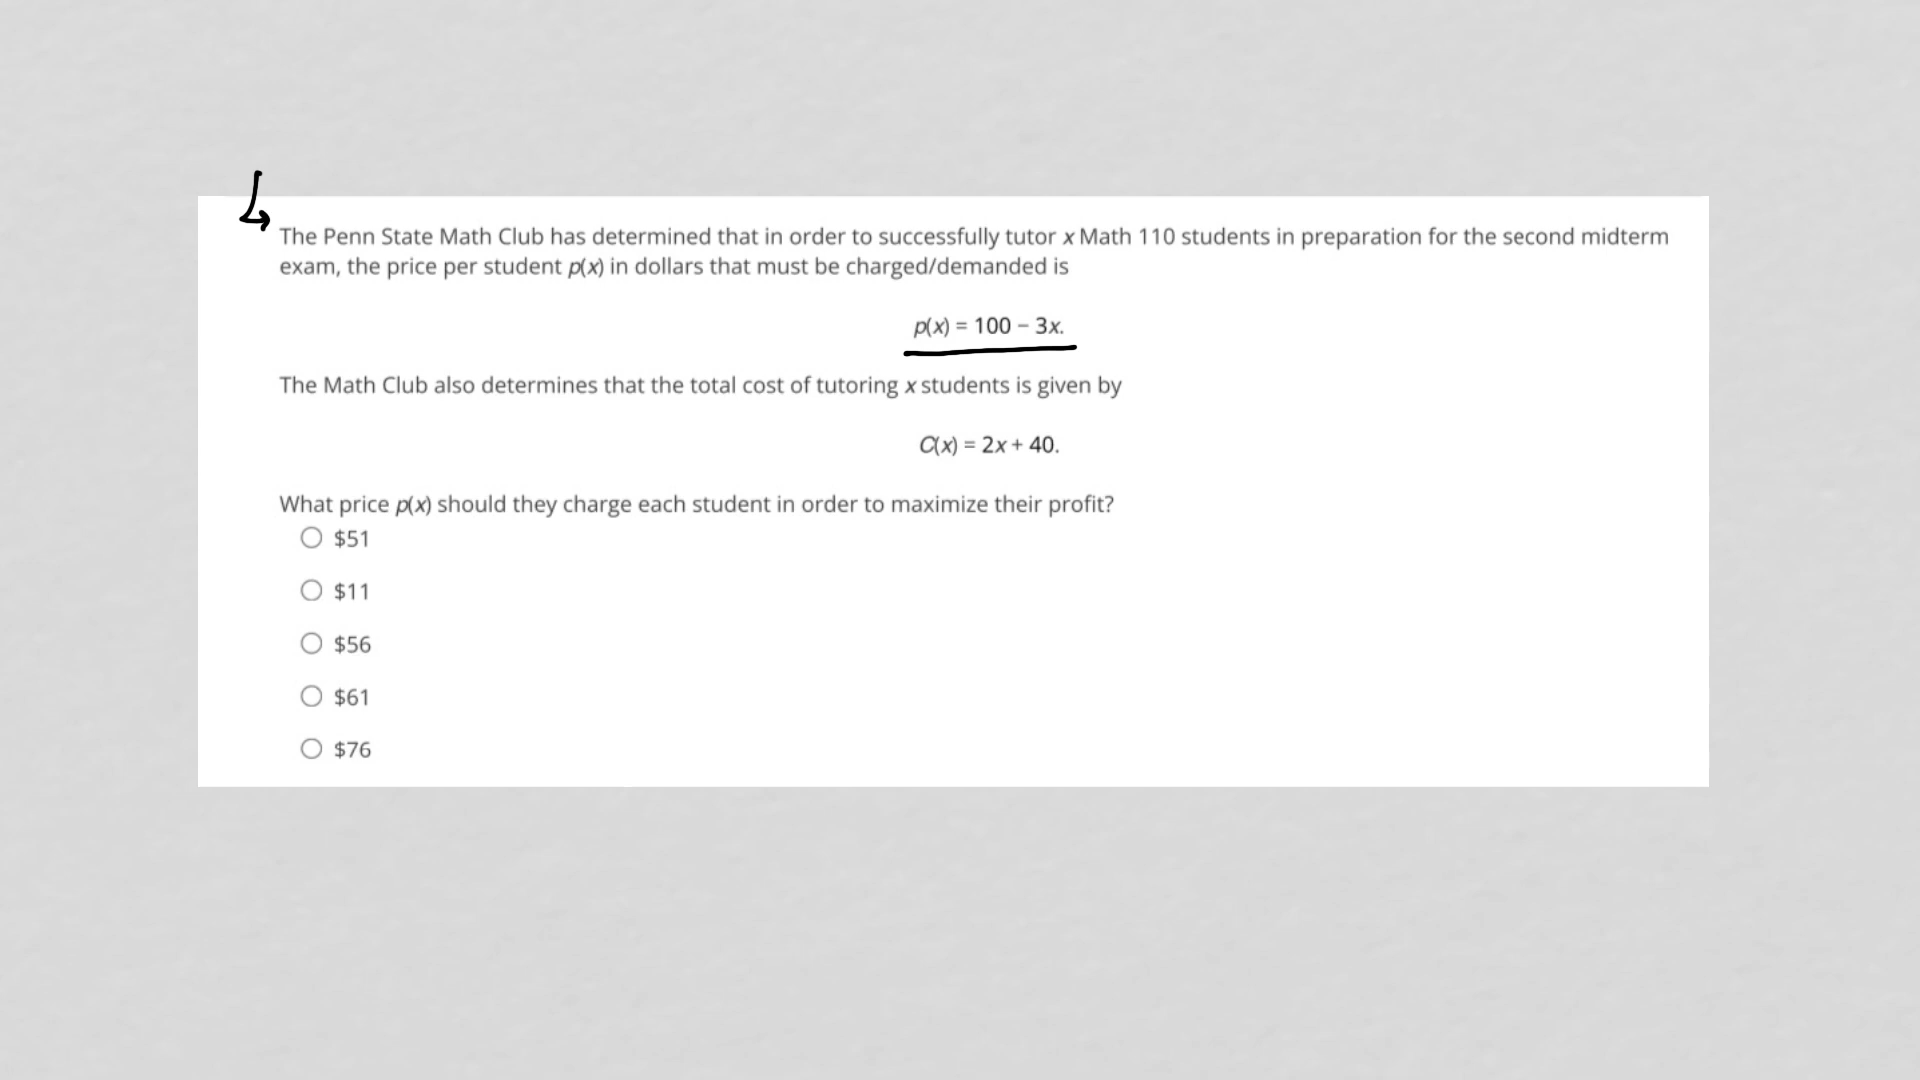 The Penn State Math Club has determined that in order to successfully tutor x Math 110 students in preparation for the second midterm
exam, the price per student p(x) in dollars that must be charged/demanded is
p(x) = 100 − 3x.
The Math Club also determines that the total cost of tutoring x students is given by
C(x) = 2x + 40.
What price p(x) should they charge each student in order to maximize their profit?
$51
$11
$56
$61
$76